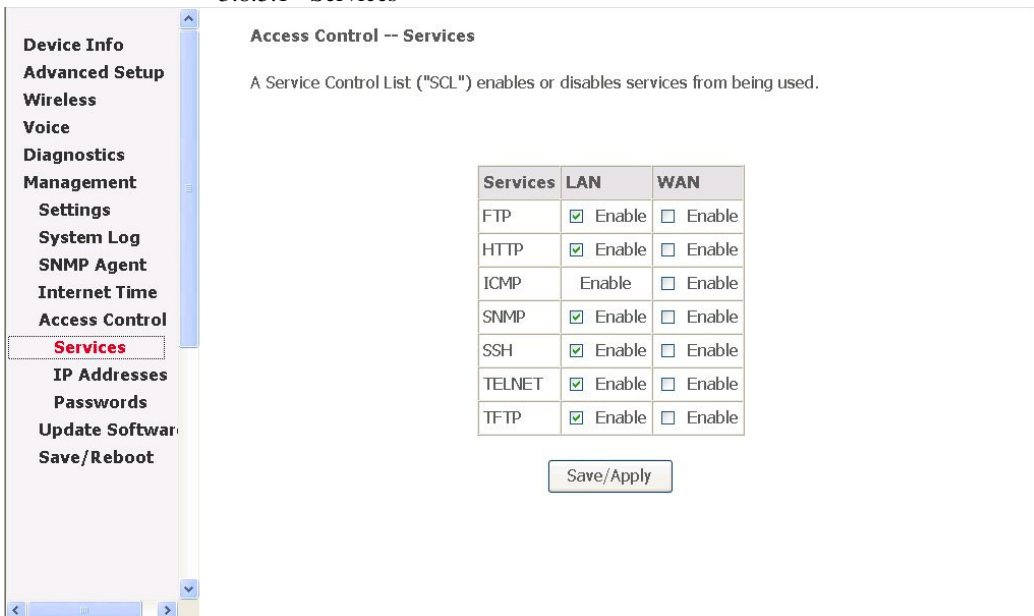 Device Info
Advanced Setup
Wireless
Voice
Diagnostics
Management
Settings
System Log
SNMP Agent
Internet Time
Access Control
Services
IP Addresses
Passwords
Update Softwar
Save/Reboot
Access Control -- Services
A Service Control List ("SCL") enables or disables services from being used.
Services LAN WAN
FTP Enable Enable
HTTP Enable Enable
ICMP Enable Enable
SNMP Enable Enable
SSH Enable Enable
TELNET Enable Enable
TFTP Enable Enable
Save/Apply